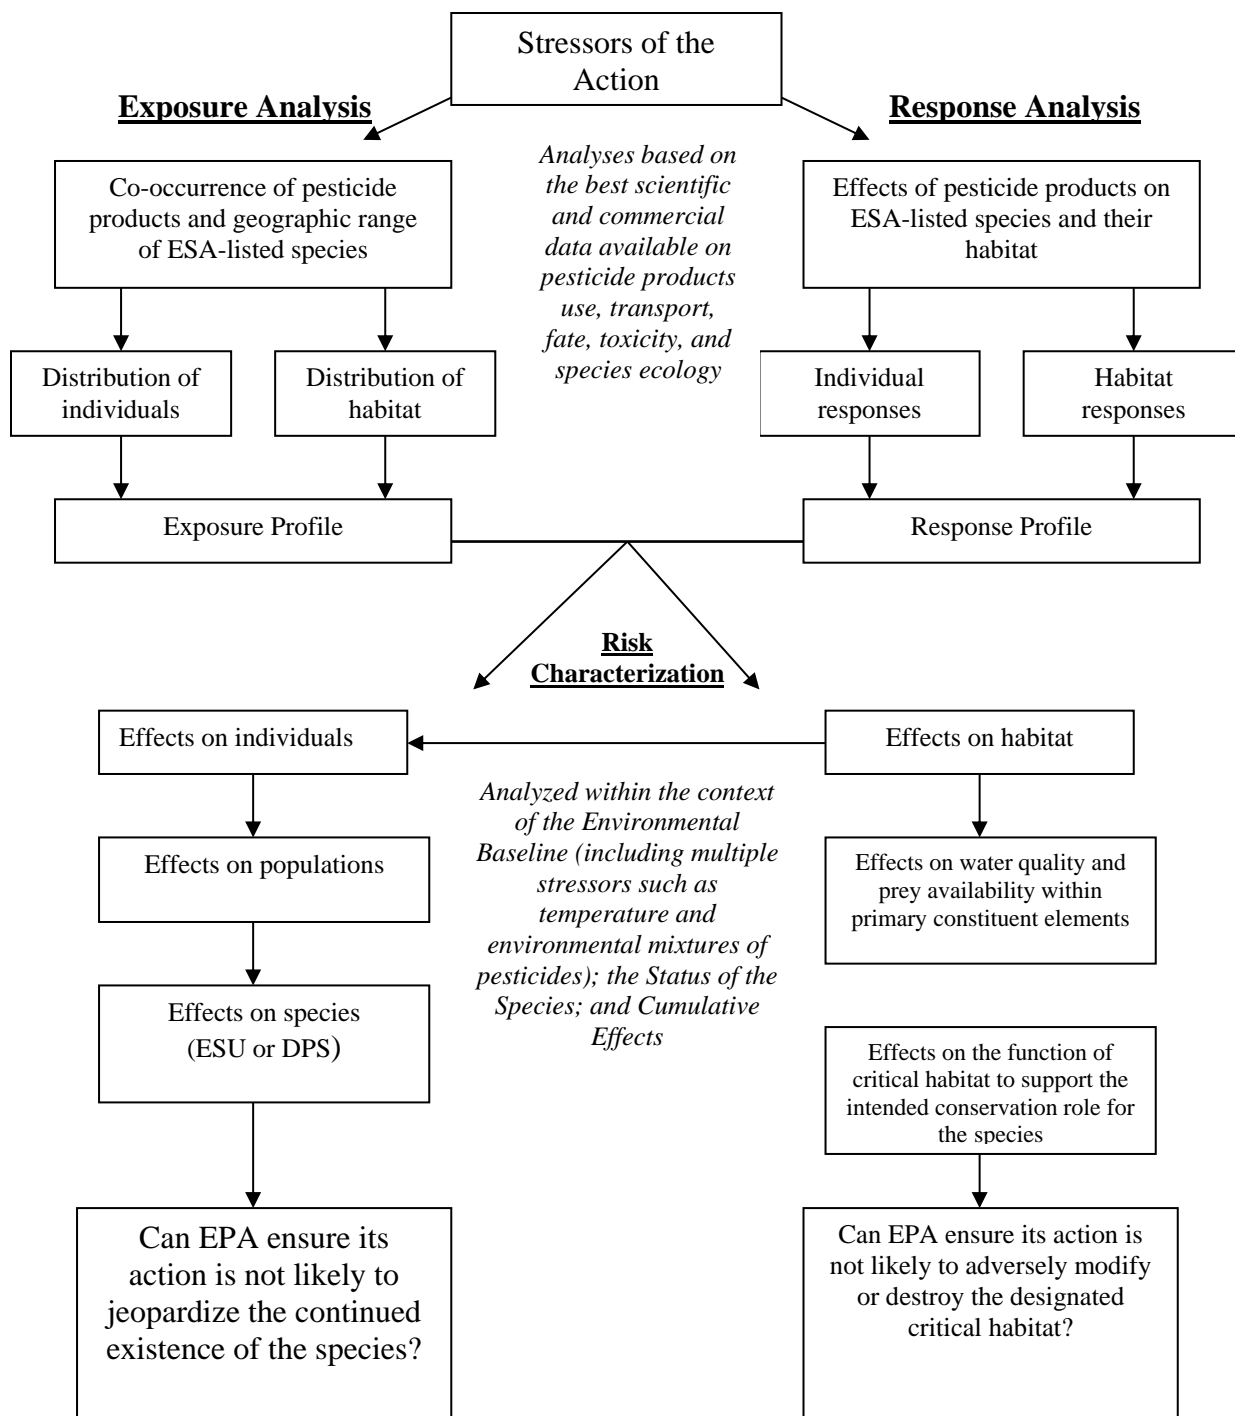 Stressors of the
Action
Exposure Analysis
Response Analysis
Co-occurrence of pesticide
products and geographic range
of ESA-listed species
Analyses based on
the best scientific
and commercial
data available on
pesticide products
use, transport,
fate, toxicity, and
species ecology
Effects of pesticide products on
ESA-listed species and their
habitat
Distribution of
individuals
Distribution of
habitat
Individual
responses
Habitat
responses
Exposure Profile
Response Profile
Risk
Characterization
Effects on individuals
Effects on habitat
Analyzed within the context
of the Environmental
Baseline (including multiple
stressors such as
temperature and
environmental mixtures of
pesticides); the Status of the
Species; and Cumulative
Effects
Effects on populations
Effects on water quality and
prey availability within
primary constituent elements
Effects on species
(ESU or DPS)
Effects on the function of
critical habitat to support the
intended conservation role for
the species
Can EPA ensure its
action is not likely to
jeopardize the continued
existence of the species?
Can EPA ensure its action is
not likely to adversely modify
or destroy the designated
critical habitat?